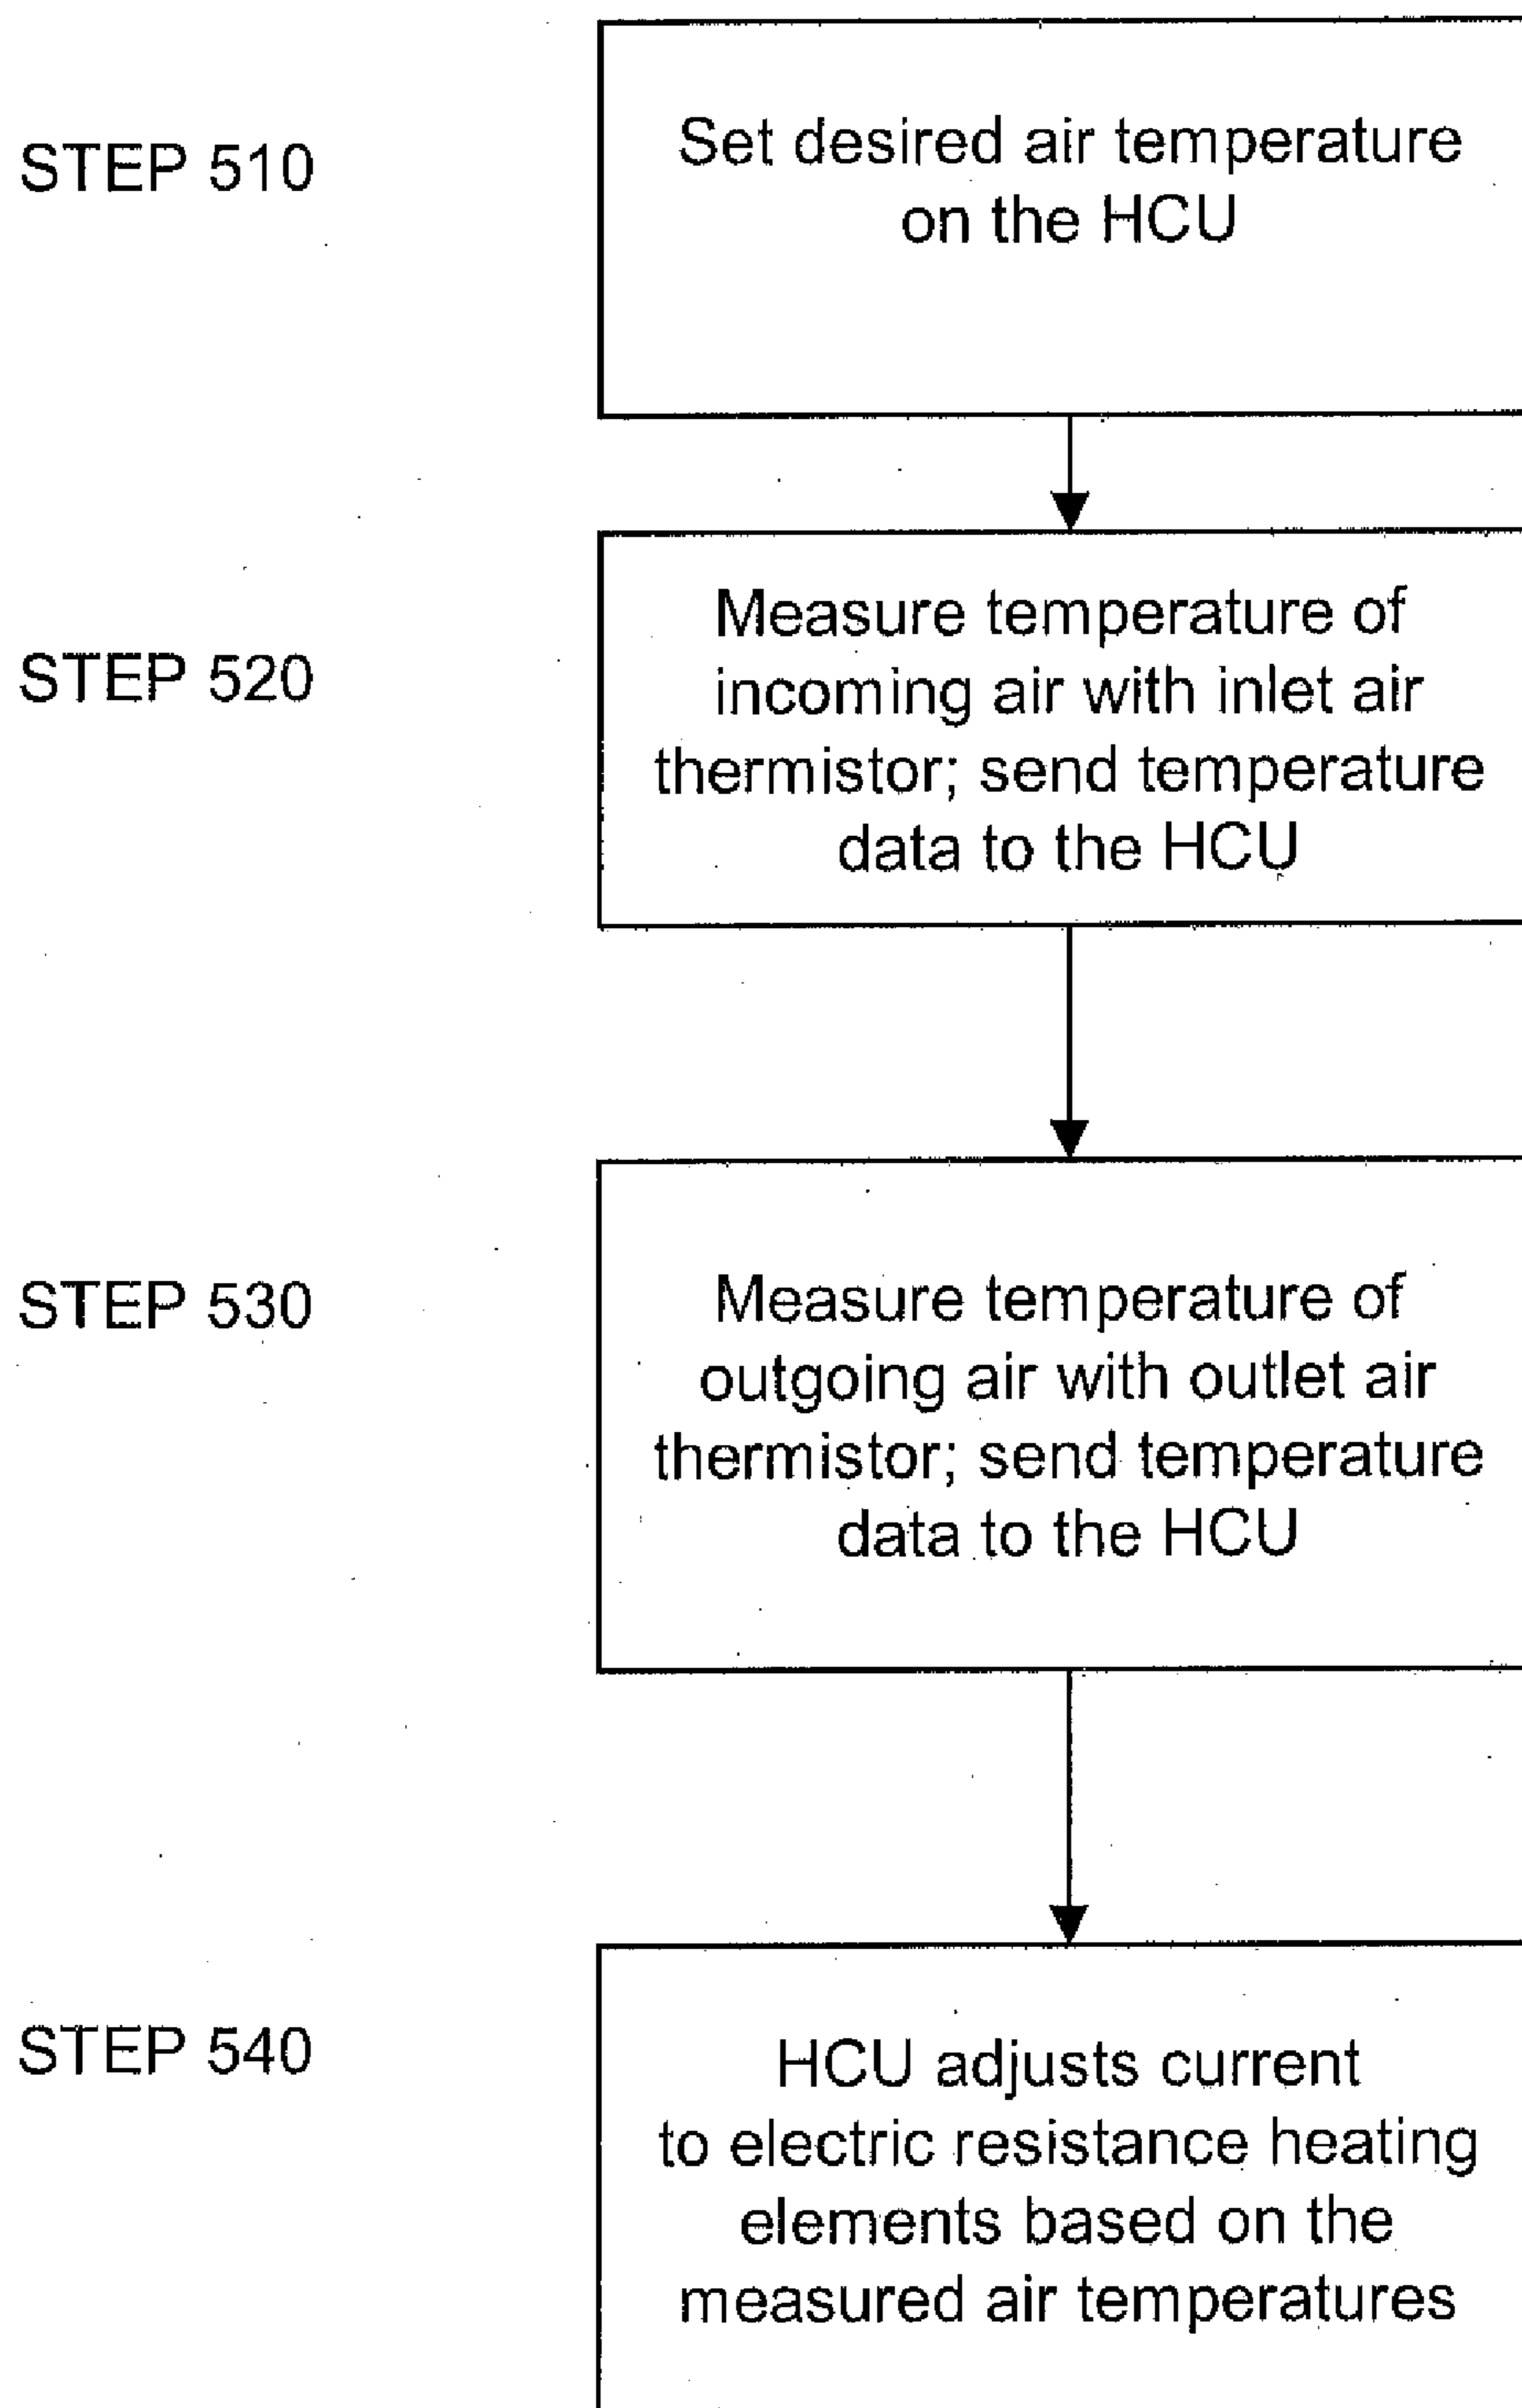 STEP 510
Set desired air temperature
on the HCU
STEP 520
Measure temperature of
incoming air with inlet air
thermistor; send temperature
data to the HCU
STEP 530
Measure temperature of
outgoing air with outlet air
thermistor; send temperature
data to the HCU
STEP 540
HCU adjusts current
to electric resistance heating
elements based on the
measured air temperatures